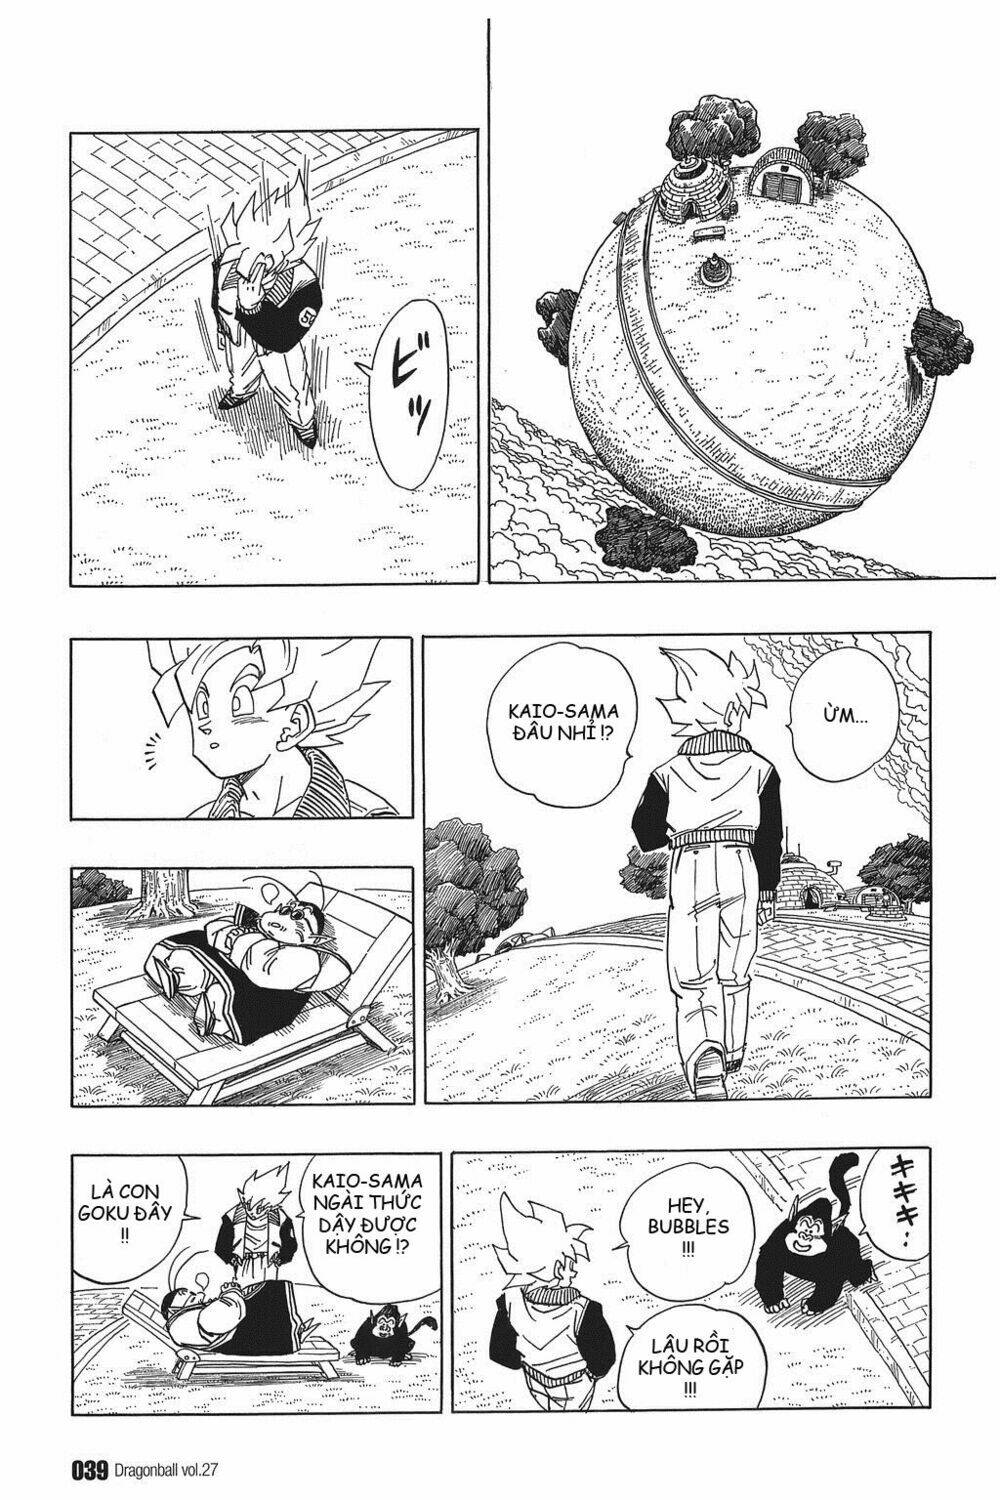 ビッ
ỪM...
KAIO-SAMA
ĐÂU NHỈ !?
キキキ
HEY,
BUBBLES
!!!
LÂU RỒI
KHÔNG GẶP
!!!
KAIO-SAMA
NGÀI THỨC
DẬY ĐƯỢC
KHÔNG !?
LÀ CON
GOKU ĐÂY
!!
039 Dragonball vol.27